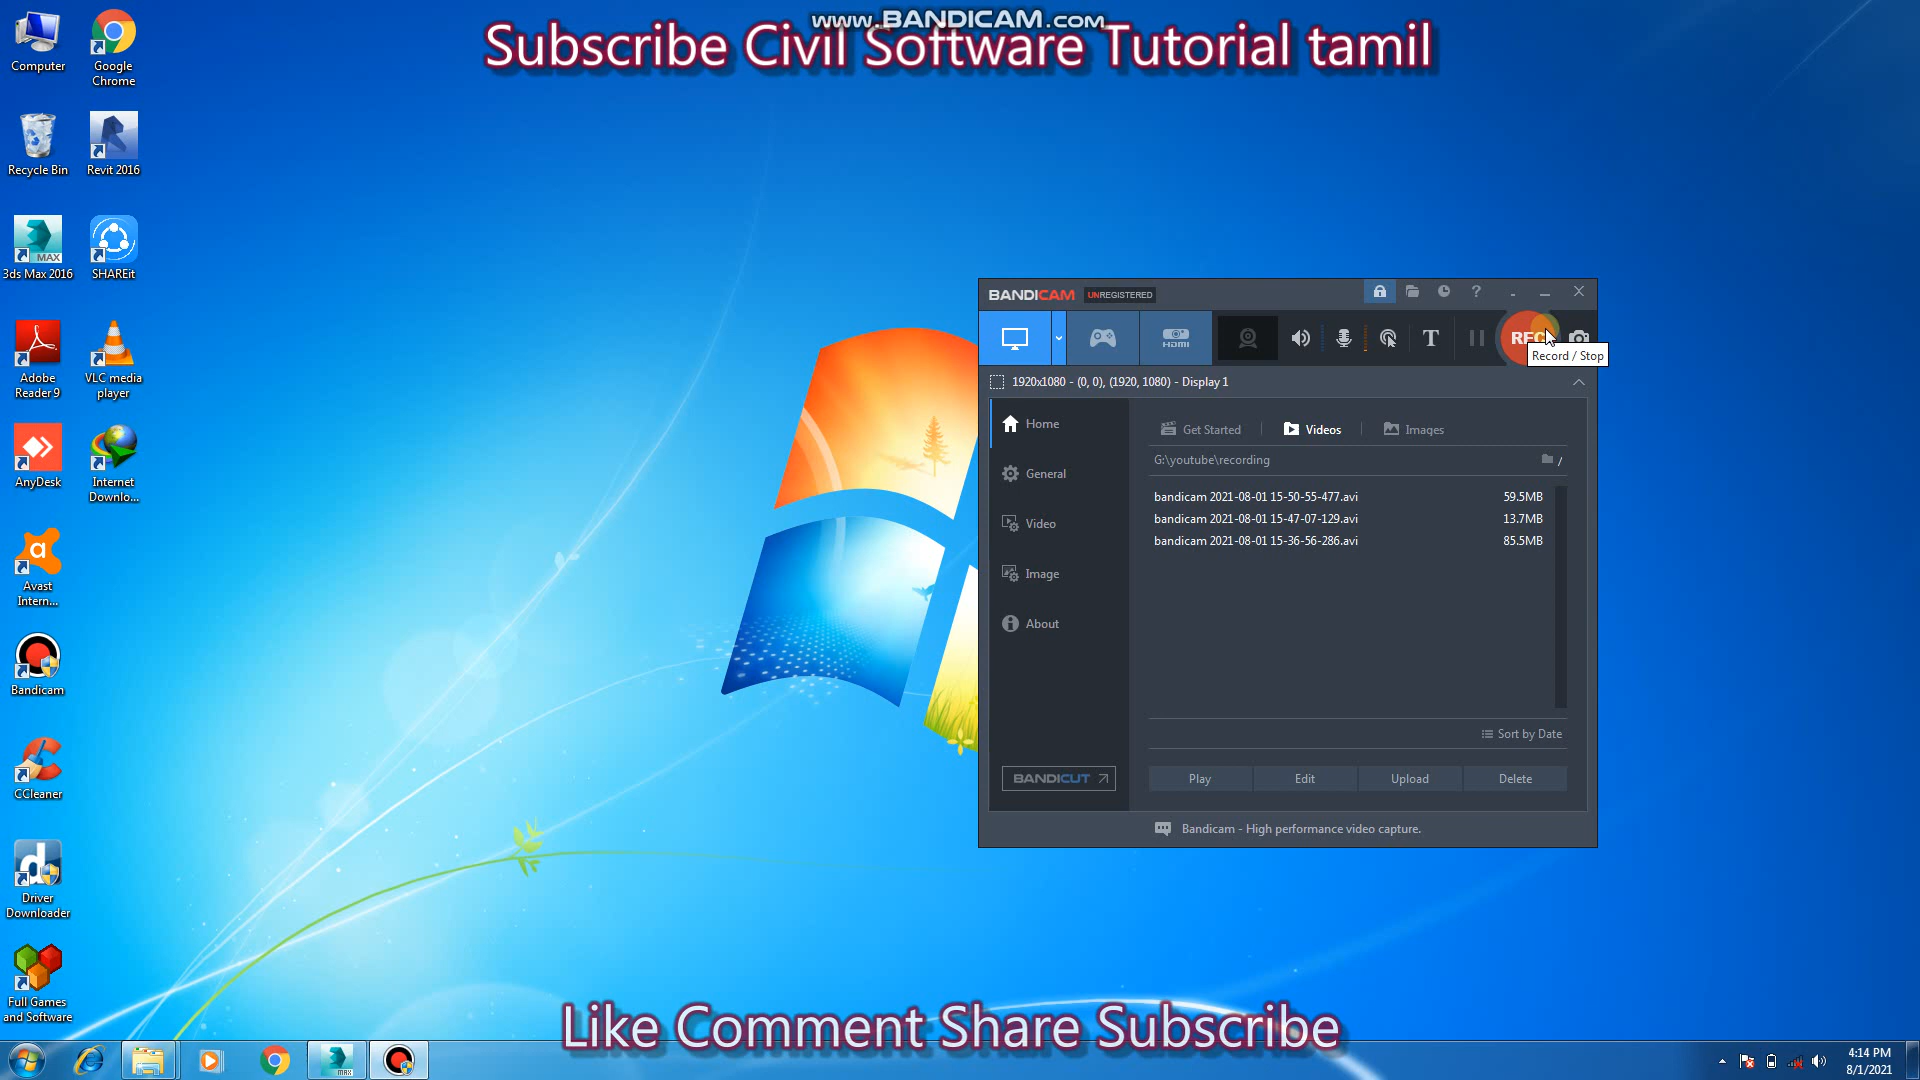 www.BANDICAM.com
Subscribe Civil Software Tutorial tamil
Computer
Google Chrome
Recycle Bin
Revit 2016
MAX
3ds Max 2016
SHAREit
Adobe Reader 9
VLC media player
AnyDesk
Internet Downlo...
Avast Intern...
Bandicam
CCleaner
Driver Downloader
Full Games and Software
BANDICAM UNREGISTERED
?
HDMI
T
REC
Record / Stop
1920x1080 - (0, 0), (1920, 1080) - Display 1
Home
General
Video
Image
About
BANDICUT
Get Started
Videos
Images
G:\youtube\recording
/
bandicam 2021-08-01 15-50-55-477.avi 59.5MB
bandicam 2021-08-01 15-47-07-129.avi 13.7MB
bandicam 2021-08-01 15-36-56-286.avi 85.5MB
Sort by Date
Play
Edit
Upload
Delete
Bandicam - High performance video capture.
Like Comment Share Subscribe
MAX
4:14 PM
8/1/2021